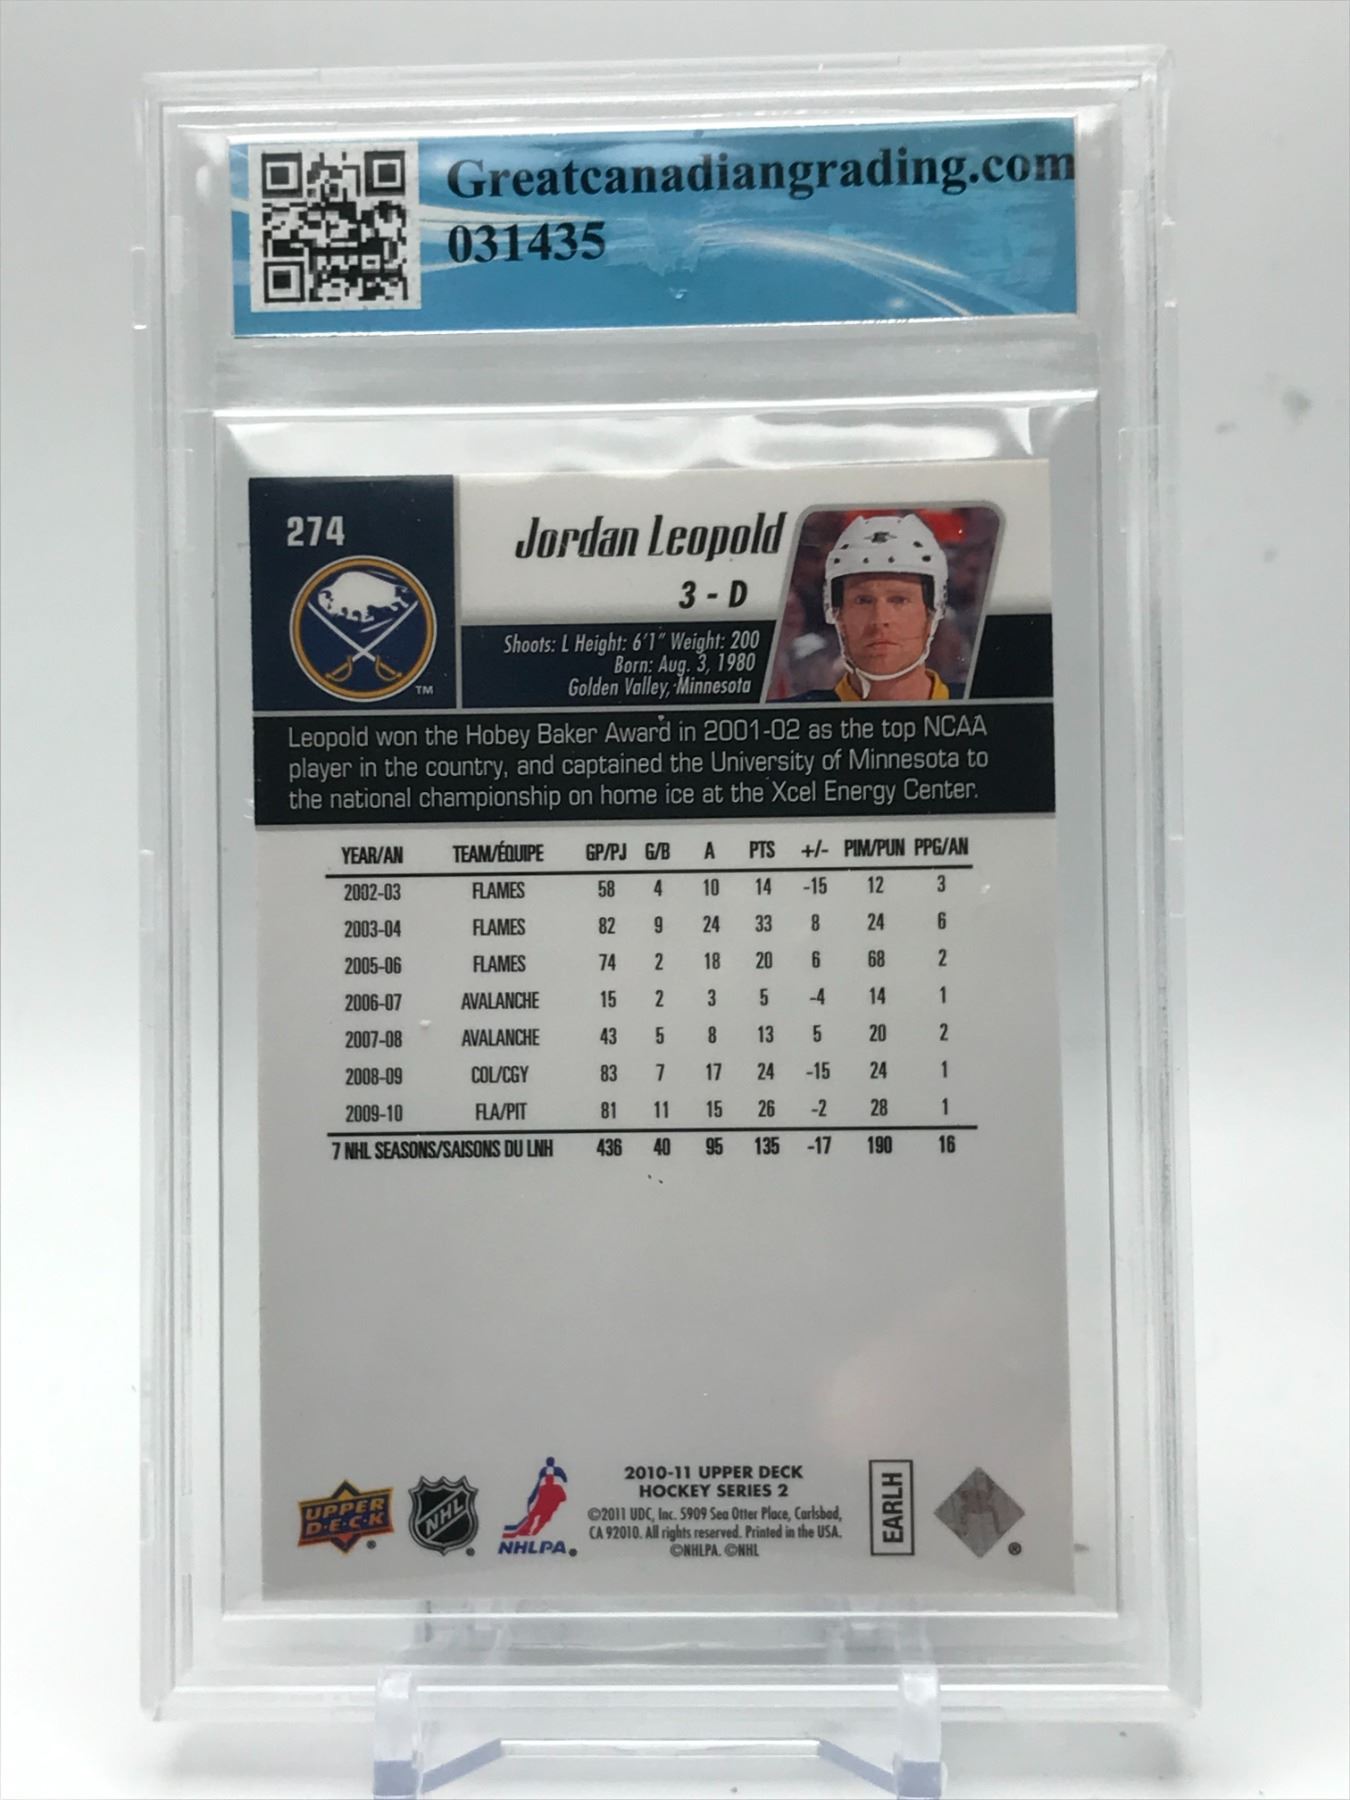 Greatcanadiangrading.com
031435
274
Jordan Leopold
3 - D
Shoots: L Height: 6'1" Weight: 200
Born: Aug. 3, 1980
Golden Valley, Minnesota
TM
Leopold won the Hobey Baker Award in 2001-02 as the top NCAA
player in the country, and captained the University of Minnesota to
the national championship on home ice at the Xcel Energy Center.
YEAR/AN TEAM/ÉQUIPE GP/PJ G/B A PTS +/- PIM/PUN PPG/AN
2002-03 FLAMES 58 4 10 14 -15 12 3
2003-04 FLAMES 82 9 24 33 8 24 6
2005-06 FLAMES 74 2 18 20 6 68 2
2006-07 AVALANCHE 15 2 3 5 -4 14 1
2007-08 AVALANCHE 43 5 8 13 5 20 2
2008-09 COL/CGY 83 7 17 24 -15 24 1
2009-10 FLA/PIT 81 11 15 26 -2 28 1
7 NHL SEASONS/SAISONS DU LNH 436 40 95 135 -17 190 16
UPPER
D·E·C·K
NHL
NHLPA
2010-11 UPPER DECK
HOCKEY SERIES 2
©2011 UDC, Inc. 5909 Sea Otter Place, Carlsbad,
CA 92010. All rights reserved. Printed in the USA.
©NHLPA. ©NHL
EARLH
®